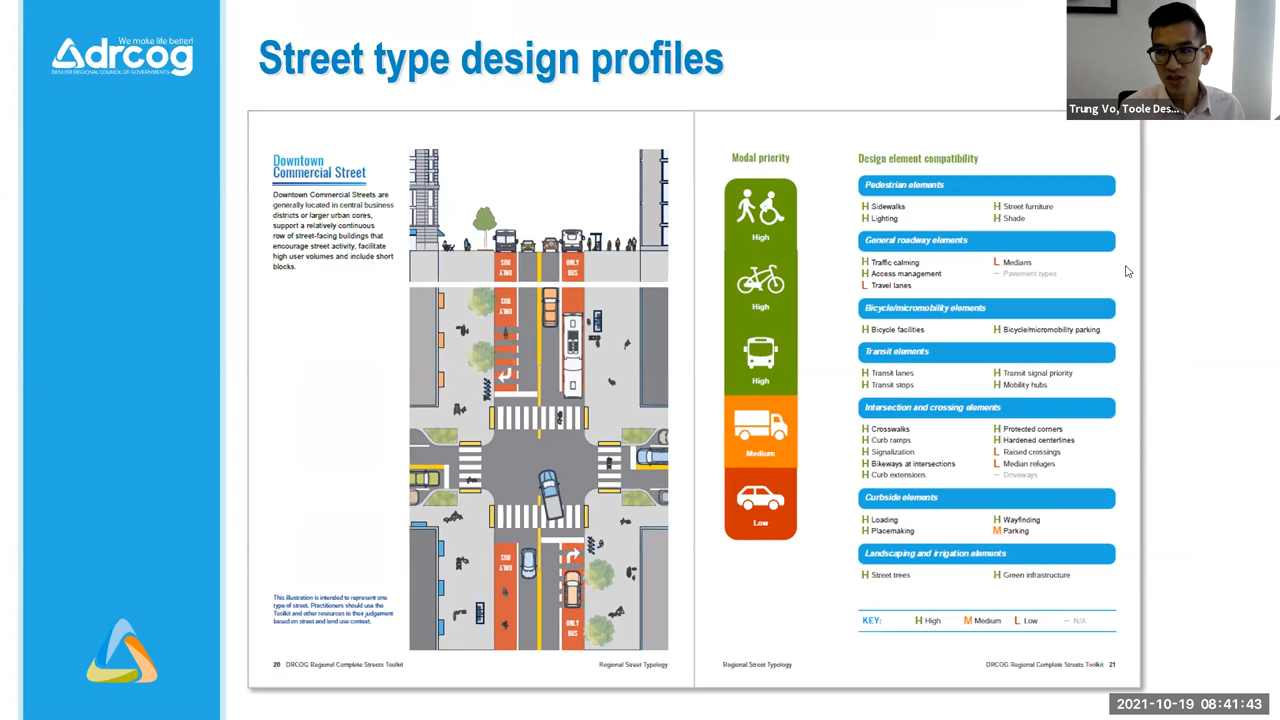 We make life better!
drcog
DENVER REGIONAL COUNCIL OF GOVERNMENTS
Street type design profiles
Trung Vo, Toole Des...
Downtown
Commercial Street
Downtown Commercial Streets are
generally located in central business
districts or larger urban cores,
support a relatively continuous
row of street-facing buildings that
encourage street activity, facilitate
high user volumes and include short
blocks.
BUS ONLY
ONLY BUS
BUS ONLY
BUS ONLY
ONLY BUS
This illustration is intended to represent one
type of street. Practitioners should use the
Toolkit and other resources to their judgement
based on street and land use context.
20 DRCOG Regional Complete Streets Toolkit
Regional Street Typology
Modal priority
High
High
High
Medium
Low
Design element compatibility
Pedestrian elements
H Sidewalks H Street furniture
H Lighting H Shade
General roadway elements
H Traffic calming L Medians
H Access management – Pavement types
L Travel lanes
Bicycle/micromobility elements
H Bicycle facilities H Bicycle/micromobility parking
Transit elements
H Transit lanes H Transit signal priority
H Transit stops H Mobility hubs
Intersection and crossing elements
H Crosswalks H Protected corners
H Curb ramps H Hardened centerlines
H Signalization L Raised crossings
H Bikeways at intersections L Median refuges
H Curb extensions – Driveways
Curbside elements
H Loading H Wayfinding
H Placemaking M Parking
Landscaping and irrigation elements
H Street trees H Green infrastructure
KEY: H High M Medium L Low – N/A
Regional Street Typology
DRCOG Regional Complete Streets Toolkit 21
2021-10-19 08:41:43